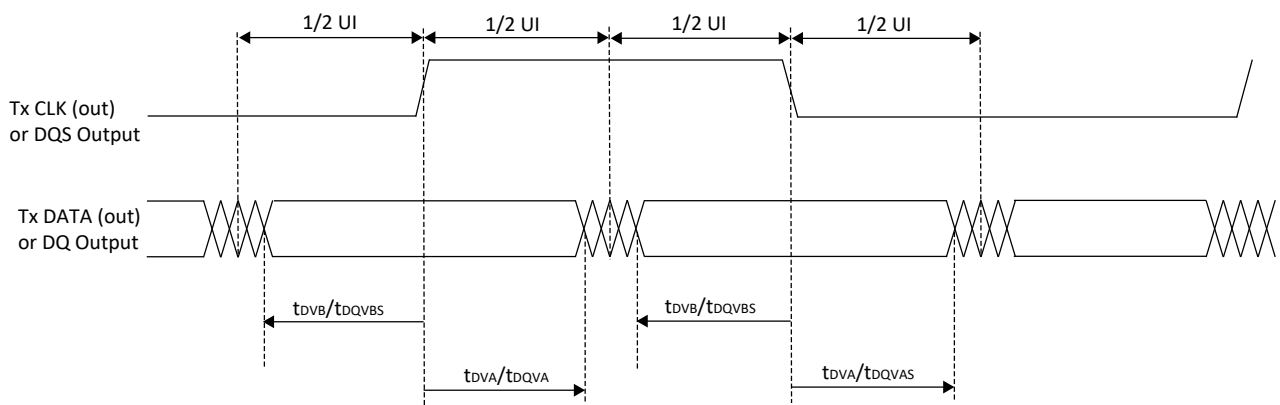 1/2 UI
1/2 UI
1/2 UI
1/2 UI
Tx CLK (out)
or DQS Output
Tx DATA (out)
or DQ Output
tDVB/tDQVBS
tDVB/tDQVBS
tDVA/tDQVA
tDVA/tDQVAS